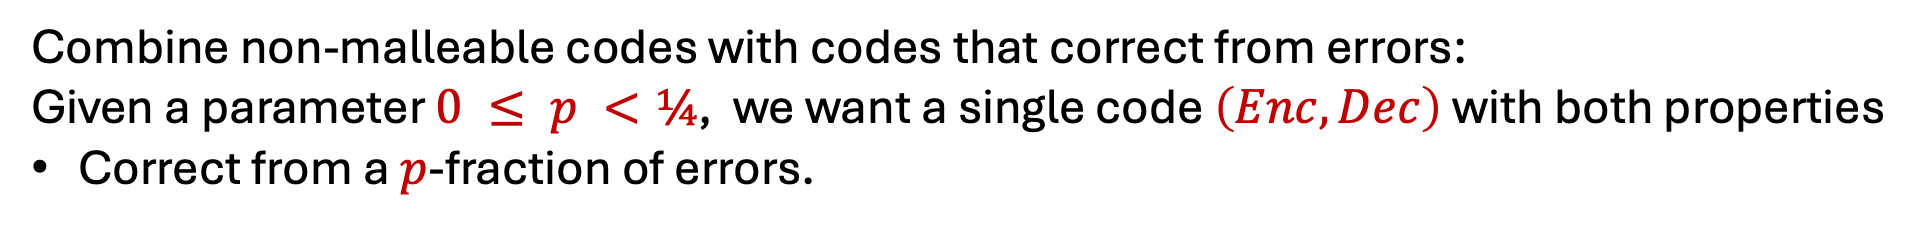 Combine non-malleable codes with codes that correct from errors:
Given a parameter 0 ≤ p < ¼, we want a single code (Enc, Dec) with both properties
• Correct from a p-fraction of errors.